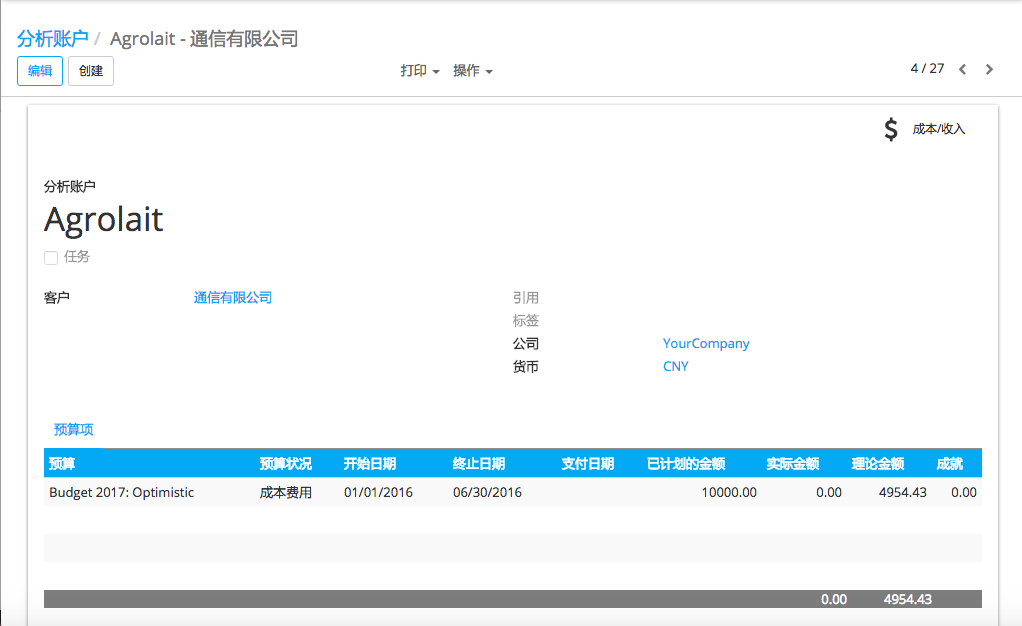 分析账户 / Agrolait - 通信有限公司
编辑 创建 打印 操作 4 / 27
$ 成本/收入
分析账户
Agrolait
任务
客户 通信有限公司 引用
标签
公司 YourCompany
货币 CNY
预算项
预算 预算状况 开始日期 终止日期 支付日期 已计划的金额 实际金额 理论金额 成就
Budget 2017: Optimistic 成本费用 01/01/2016 06/30/2016 10000.00 0.00 4954.43 0.00
0.00 4954.43